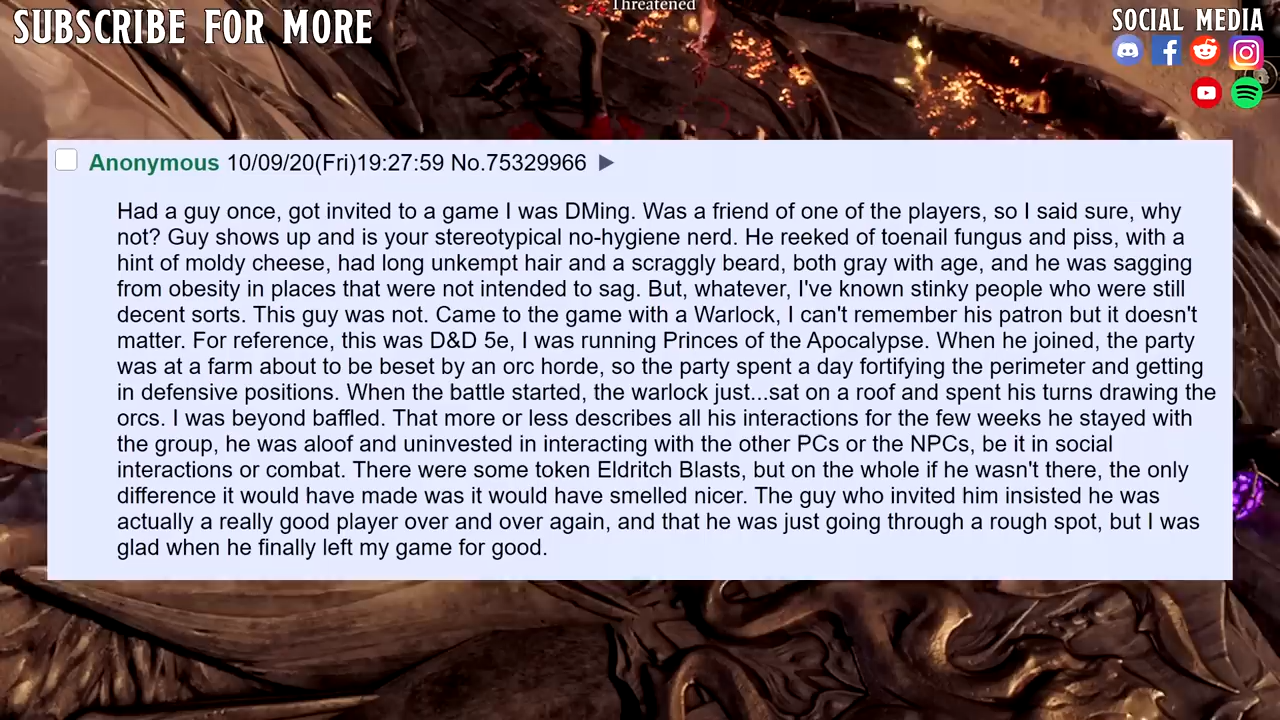 Threatened
SUBSCRIBE FOR MORE
SOCIAL MEDIA
Anonymous 10/09/20(Fri)19:27:59 No.75329966
Had a guy once, got invited to a game I was DMing. Was a friend of one of the players, so I said sure, why
not? Guy shows up and is your stereotypical no-hygiene nerd. He reeked of toenail fungus and piss, with a
hint of moldy cheese, had long unkempt hair and a scraggly beard, both gray with age, and he was sagging
from obesity in places that were not intended to sag. But, whatever, I've known stinky people who were still
decent sorts. This guy was not. Came to the game with a Warlock, I can't remember his patron but it doesn't
matter. For reference, this was D&D 5e, I was running Princes of the Apocalypse. When he joined, the party
was at a farm about to be beset by an orc horde, so the party spent a day fortifying the perimeter and getting
in defensive positions. When the battle started, the warlock just...sat on a roof and spent his turns drawing the
orcs. I was beyond baffled. That more or less describes all his interactions for the few weeks he stayed with
the group, he was aloof and uninvested in interacting with the other PCs or the NPCs, be it in social
interactions or combat. There were some token Eldritch Blasts, but on the whole if he wasn't there, the only
difference it would have made was it would have smelled nicer. The guy who invited him insisted he was
actually a really good player over and over again, and that he was just going through a rough spot, but I was
glad when he finally left my game for good.